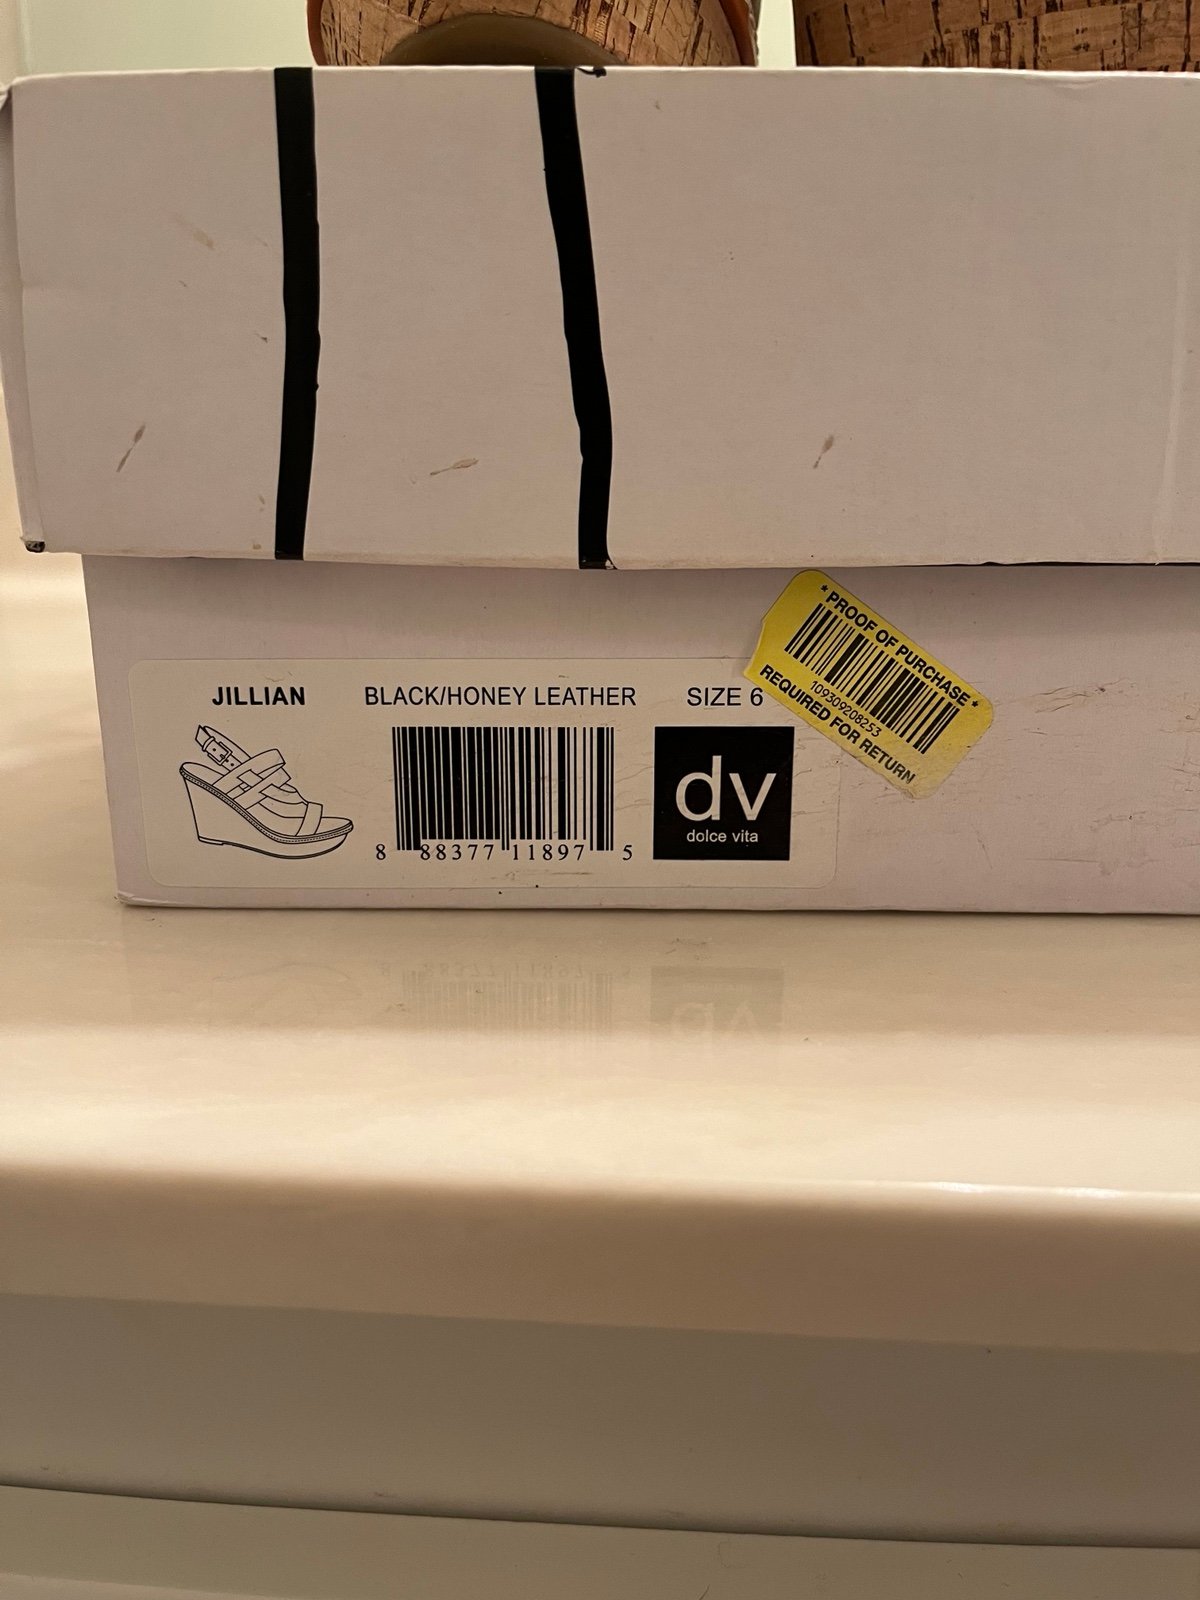 JILLIAN
BLACK/HONEY LEATHER
SIZE 6
8 88377 11897 5
dv
dolce vita
* PROOF OF PURCHASE *
109309208253
REQUIRED FOR RETURN